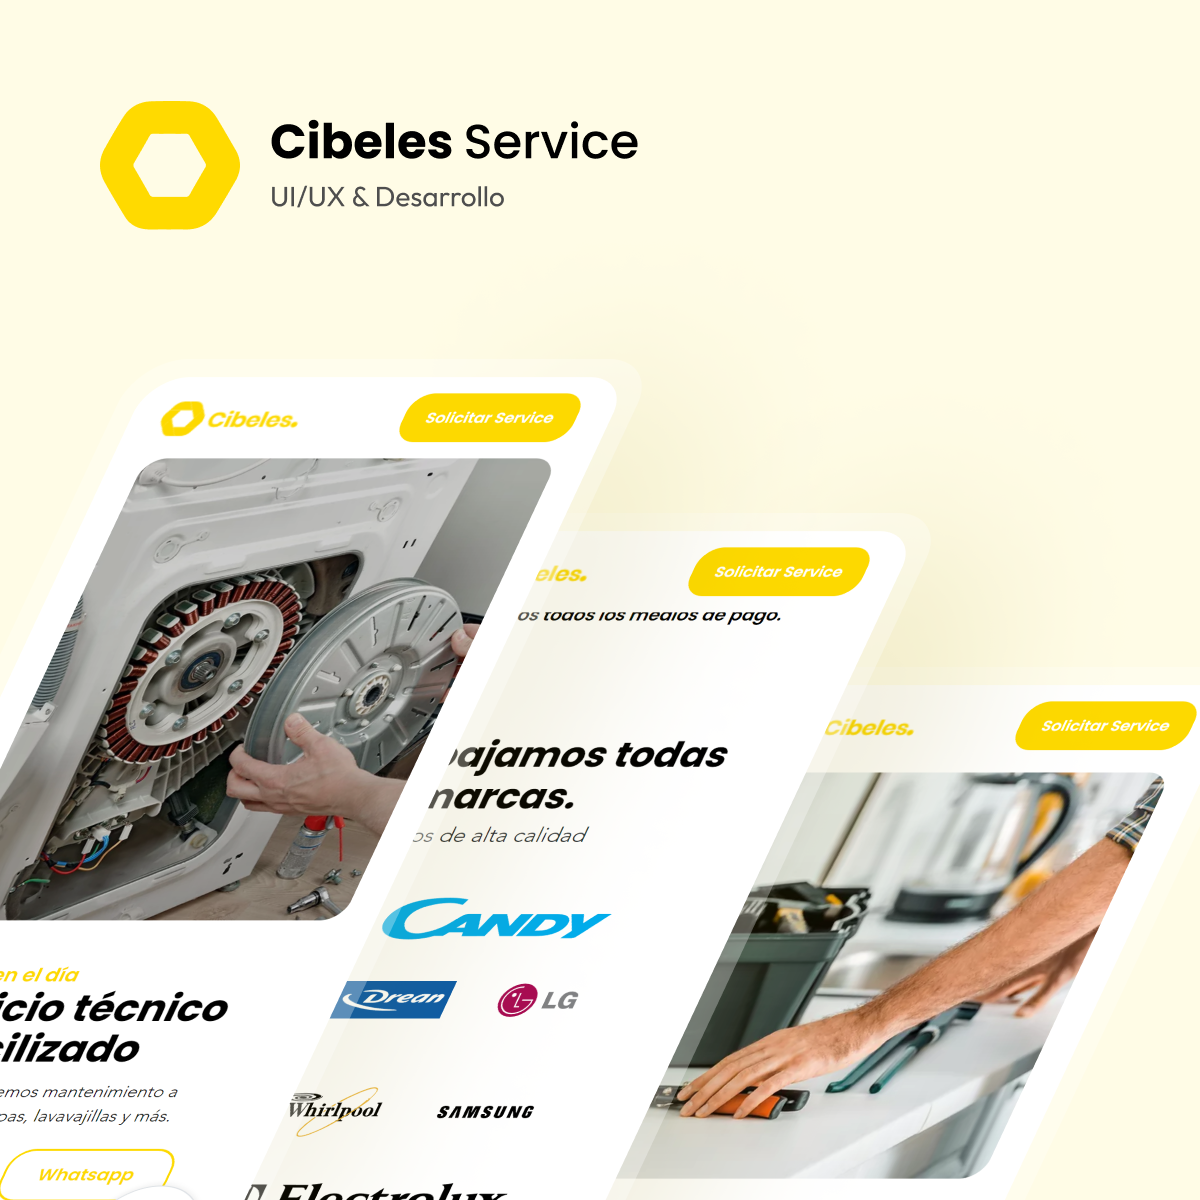 Cibeles Service
UI/UX & Desarrollo
Cibeles.
Solicitar Service
en el día
icio técnico
cilizado
emos mantenimiento a
pas, lavavajillas y más.
Whatsapp
eles.
Solicitar Service
os todos los medios de pago.
bajamos todas
marcas.
os de alta calidad
CANDY
Drean
LG
Whirlpool
SAMSUNG
Electrolux
Cibeles.
Solicitar Service